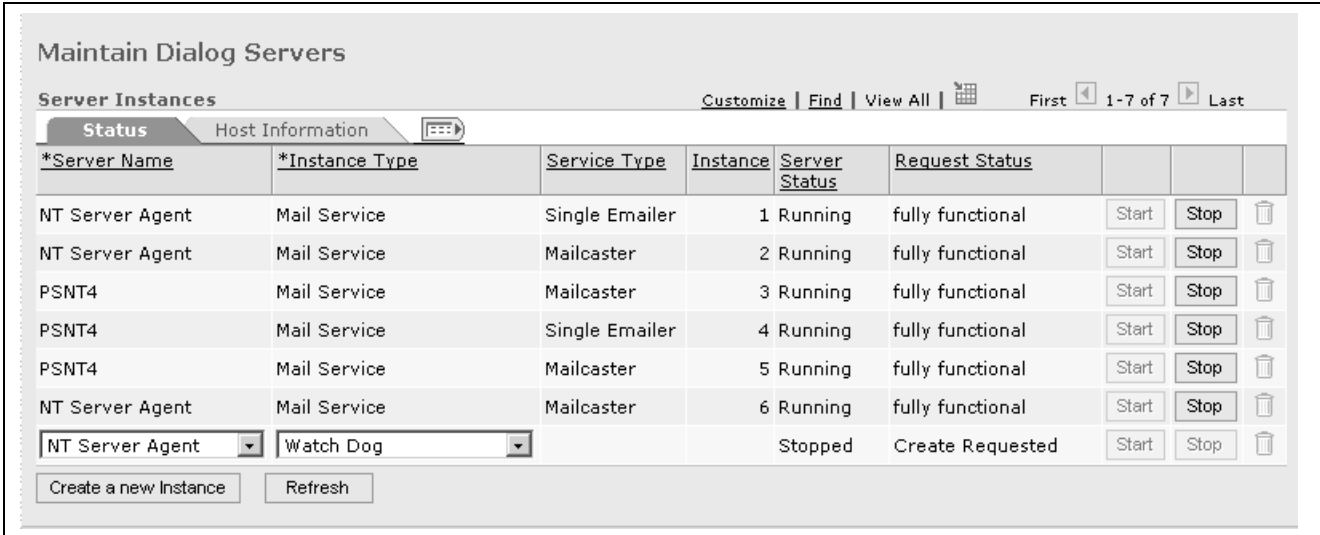 Maintain Dialog Servers
Server Instances Customize | Find | View All | First 1-7 of 7 Last
Status Host Information
*Server Name *Instance Type Service Type Instance Server Status Request Status
NT Server Agent Mail Service Single Emailer 1 Running fully functional Start Stop
NT Server Agent Mail Service Mailcaster 2 Running fully functional Start Stop
PSNT4 Mail Service Mailcaster 3 Running fully functional Start Stop
PSNT4 Mail Service Single Emailer 4 Running fully functional Start Stop
PSNT4 Mail Service Mailcaster 5 Running fully functional Start Stop
NT Server Agent Mail Service Mailcaster 6 Running fully functional Start Stop
NT Server Agent Watch Dog Stopped Create Requested Start Stop
Create a new Instance Refresh